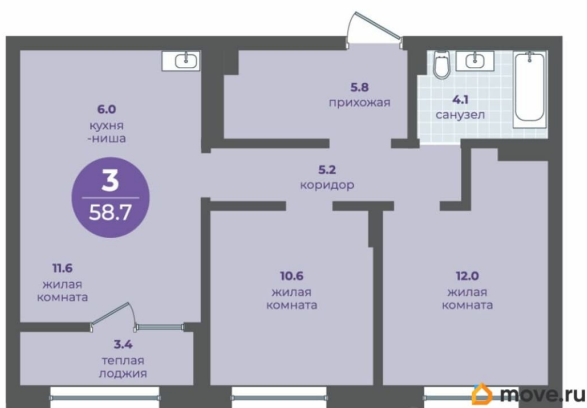 6.0
кухня
-ниша
5.8
прихожая
4.1
санузел
3
58.7
5.2
коридор
11.6
жилая
комната
10.6
жилая
комната
12.0
жилая
комната
3.4
теплая
лоджия
move.ru